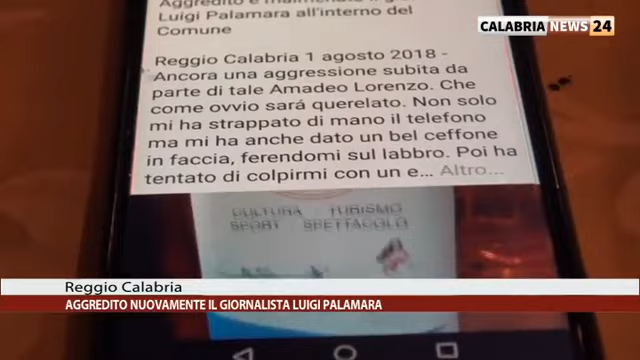 Aggredito e malmenato il
Luigi Palamara all'interno del
Comune
CALABRIA NEWS 24
Reggio Calabria 1 agosto 2018 -
Ancora una aggressione subita da
parte di tale Amadeo Lorenzo. Che
come ovvio sará querelato. Non solo
mi ha strappato di mano il telefono
ma mi ha anche dato un bel ceffone
in faccia, ferendomi sul labbro. Poi ha
tentato di colpirmi con un e... Altro...
CULTURA TURISMO
SPORT SPETTACOLO
Reggio Calabria
AGGREDITO NUOVAMENTE IL GIORNALISTA LUIGI PALAMARA